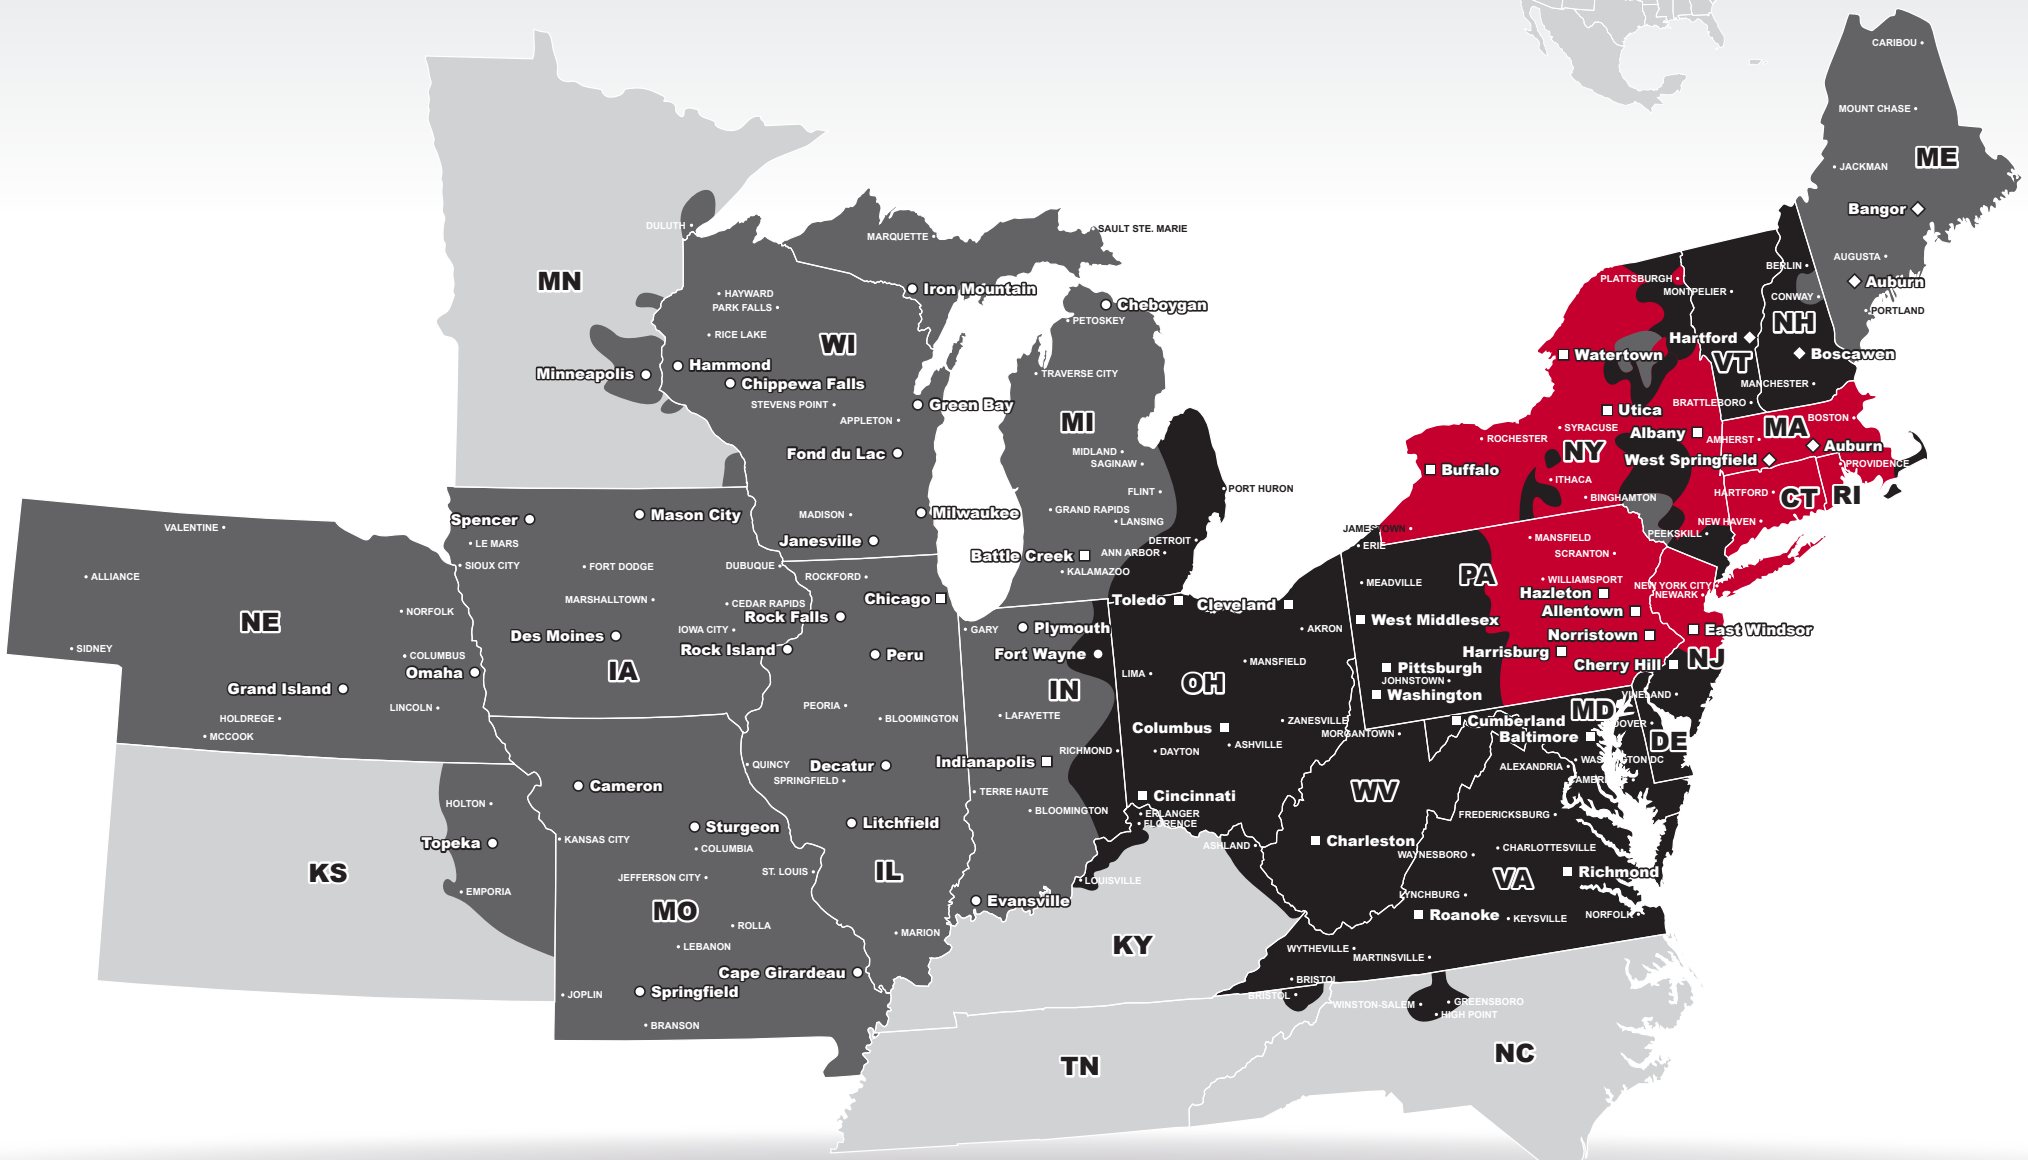 CARIBOU
MOUNT CHASE
ME
JACKMAN
Bangor
DULUTH
MARQUETTE
SAULT STE. MARIE
AUGUSTA
BERLIN
MN
PLATTSBURGH
Auburn
Iron Mountain
MONTPELIER
CONWAY
HAYWARD
PARK FALLS
Cheboygan
PORTLAND
PETOSKEY
NH
RICE LAKE
WI
Hartford
Watertown
Boscawen
VT
Hammond
Minneapolis
TRAVERSE CITY
Chippewa Falls
MANCHESTER
STEVENS POINT
Green Bay
BRATTLEBORO
Utica
APPLETON
MI
BOSTON
SYRACUSE
MA
Albany
ROCHESTER
AMHERST
Auburn
Fond du Lac
MIDLAND
NY
SAGINAW
West Springfield
PROVIDENCE
Buffalo
ITHACA
FLINT
PORT HURON
HARTFORD
CT
RI
BINGHAMTON
GRAND RAPIDS
Spencer
Mason City
MADISON
Milwaukee
LANSING
NEW HAVEN
VALENTINE
JAMESTOWN
PEEKSKILL
Janesville
DETROIT
MANSFIELD
LE MARS
ERIE
ANN ARBOR
SCRANTON
Battle Creek
SIOUX CITY
FORT DODGE
DUBUQUE
KALAMAZOO
ALLIANCE
ROCKFORD
PA
MEADVILLE
WILLIAMSPORT
NEW YORK CITY
Hazleton
NEWARK
MARSHALLTOWN
CEDAR RAPIDS
Chicago
Toledo
Cleveland
NORFOLK
Allentown
Rock Falls
NE
West Middlesex
IOWA CITY
GARY
Plymouth
AKRON
East Windsor
Des Moines
Norristown
SIDNEY
Rock Island
Harrisburg
COLUMBUS
Peru
Fort Wayne
MANSFIELD
NJ
Cherry Hill
Pittsburgh
Omaha
IA
LIMA
OH
JOHNSTOWN
Grand Island
IN
Washington
VINELAND
LINCOLN
PEORIA
MD
HOLDREGE
BLOOMINGTON
LAFAYETTE
ZANESVILLE
Cumberland
DOVER
Columbus
MORGANTOWN
MCCOOK
Baltimore
DE
ASHVILLE
RICHMOND
DAYTON
QUINCY
Decatur
Indianapolis
ALEXANDRIA
SPRINGFIELD
Cameron
WV
TERRE HAUTE
Cincinnati
HOLTON
BLOOMINGTON
ERLANGER
FREDERICKSBURG
Litchfield
FLORENCE
Sturgeon
KANSAS CITY
Topeka
Charleston
ASHLAND
COLUMBIA
CHARLOTTESVILLE
WAYNESBORO
KS
ST. LOUIS
IL
Richmond
JEFFERSON CITY
VA
LOUISVILLE
EMPORIA
LYNCHBURG
Evansville
MO
Roanoke
NORFOLK
KEYSVILLE
ROLLA
MARION
KY
LEBANON
WYTHEVILLE
MARTINSVILLE
Cape Girardeau
BRISTOL
Springfield
JOPLIN
BRISTOL
GREENSBORO
WINSTON-SALEM
HIGH POINT
BRANSON
NC
TN